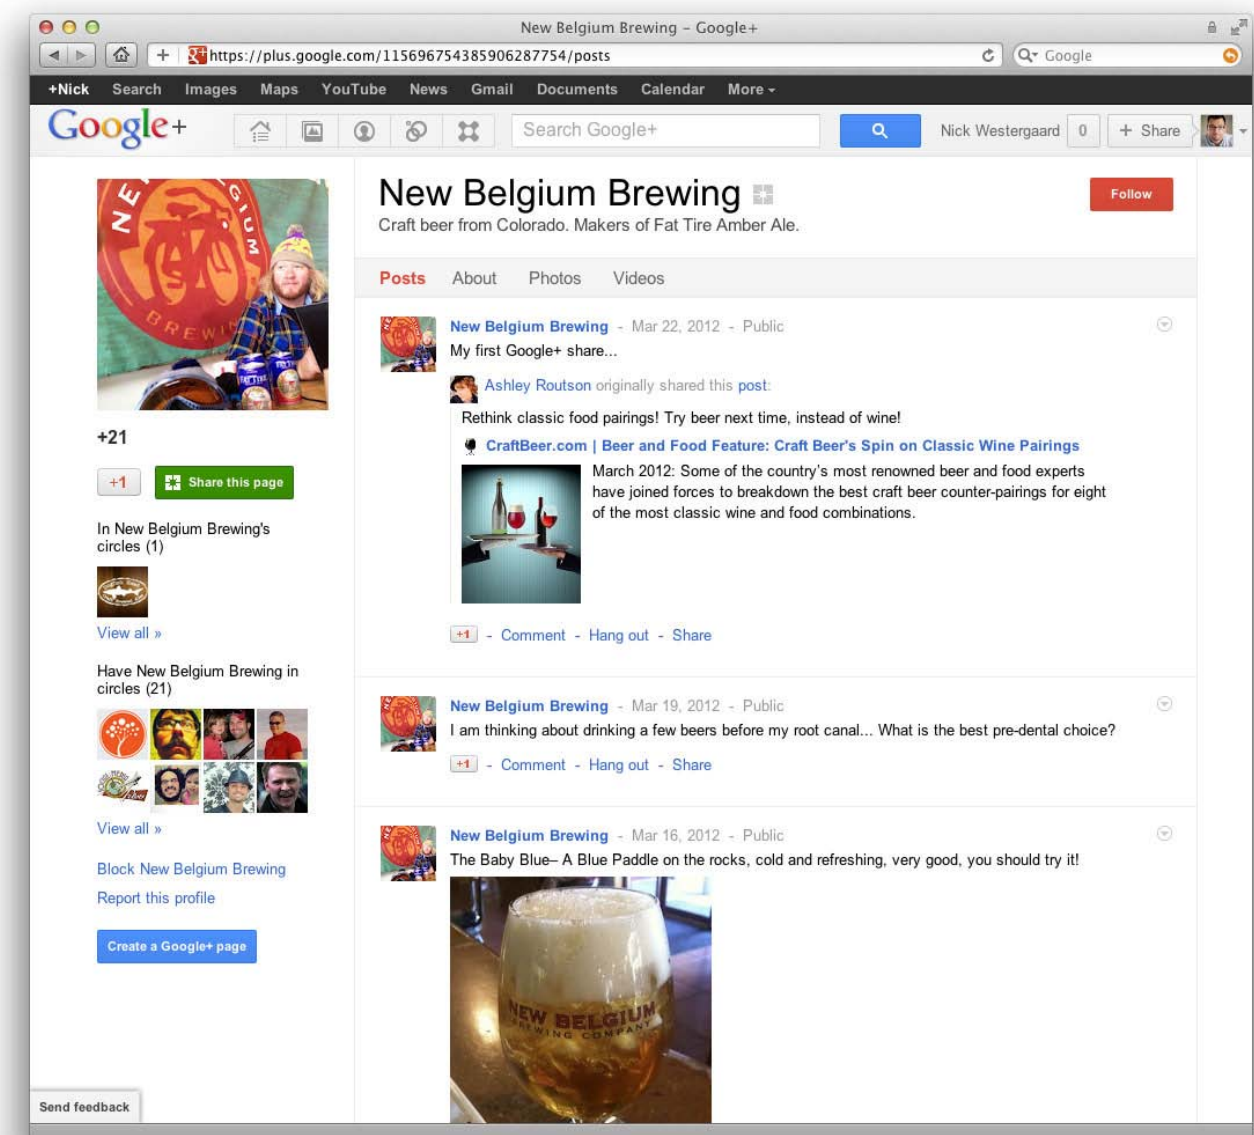 New Belgium Brewing – Google+
https://plus.google.com/115696754385906287754/posts
Google
+Nick Search Images Maps YouTube News Gmail Documents Calendar More
Google+
Search Google+
Nick Westergaard 0 + Share
NEW BELGIUM
BREWING
New Belgium Brewing
Follow
Craft beer from Colorado. Makers of Fat Tire Amber Ale.
Posts About Photos Videos
+21
+1 Share this page
In New Belgium Brewing's
circles (1)
View all »
Have New Belgium Brewing in
circles (21)
View all »
Block New Belgium Brewing
Report this profile
Create a Google+ page
Send feedback
New Belgium Brewing - Mar 22, 2012 - Public
My first Google+ share...
Ashley Routson originally shared this post:
Rethink classic food pairings! Try beer next time, instead of wine!
CraftBeer.com | Beer and Food Feature: Craft Beer's Spin on Classic Wine Pairings
March 2012: Some of the country's most renowned beer and food experts
have joined forces to breakdown the best craft beer counter-pairings for eight
of the most classic wine and food combinations.
+1 - Comment - Hang out - Share
New Belgium Brewing - Mar 19, 2012 - Public
I am thinking about drinking a few beers before my root canal... What is the best pre-dental choice?
+1 - Comment - Hang out - Share
New Belgium Brewing - Mar 16, 2012 - Public
The Baby Blue– A Blue Paddle on the rocks, cold and refreshing, very good, you should try it!
NEW BELGIUM
BREWING COMPANY